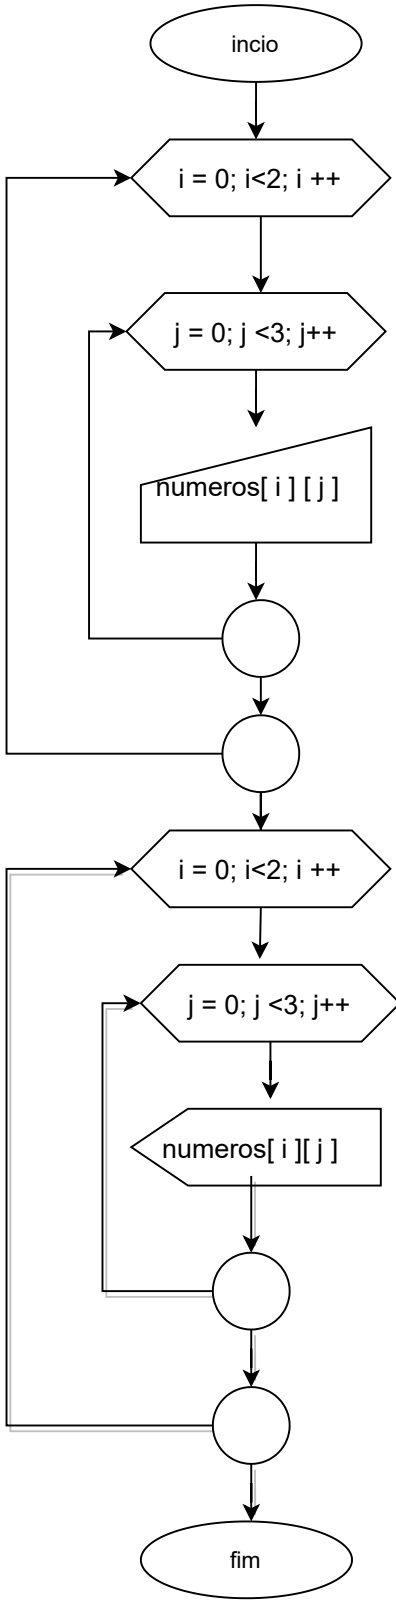 incio
i = 0; i<2; i ++
j = 0; j <3; j++
numeros[ i ] [ j ]
i = 0; i<2; i ++
j = 0; j <3; j++
numeros[ i ][ j ]
fim